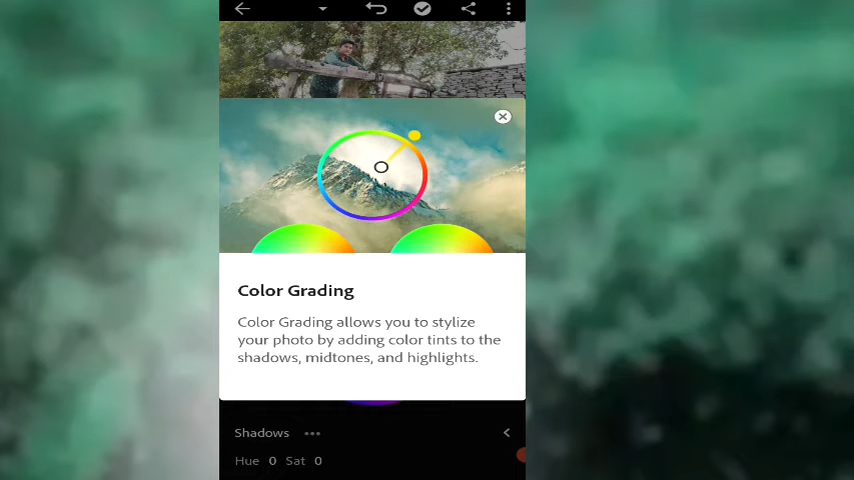 Color Grading
Color Grading allows you to stylize
your photo by adding color tints to the
shadows, midtones, and highlights.
Shadows
Hue 0 Sat 0